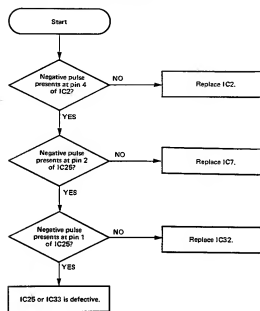 Start
Negative pulse
presents at pin 4
of IC2?
NO
Replace IC2.
YES
Negative pulse
presents at pin 2
of IC25?
NO
Replace IC7.
YES
Negative pulse
presents at pin 1
of IC25?
NO
Replace IC32.
YES
IC25 or IC33 is defective.